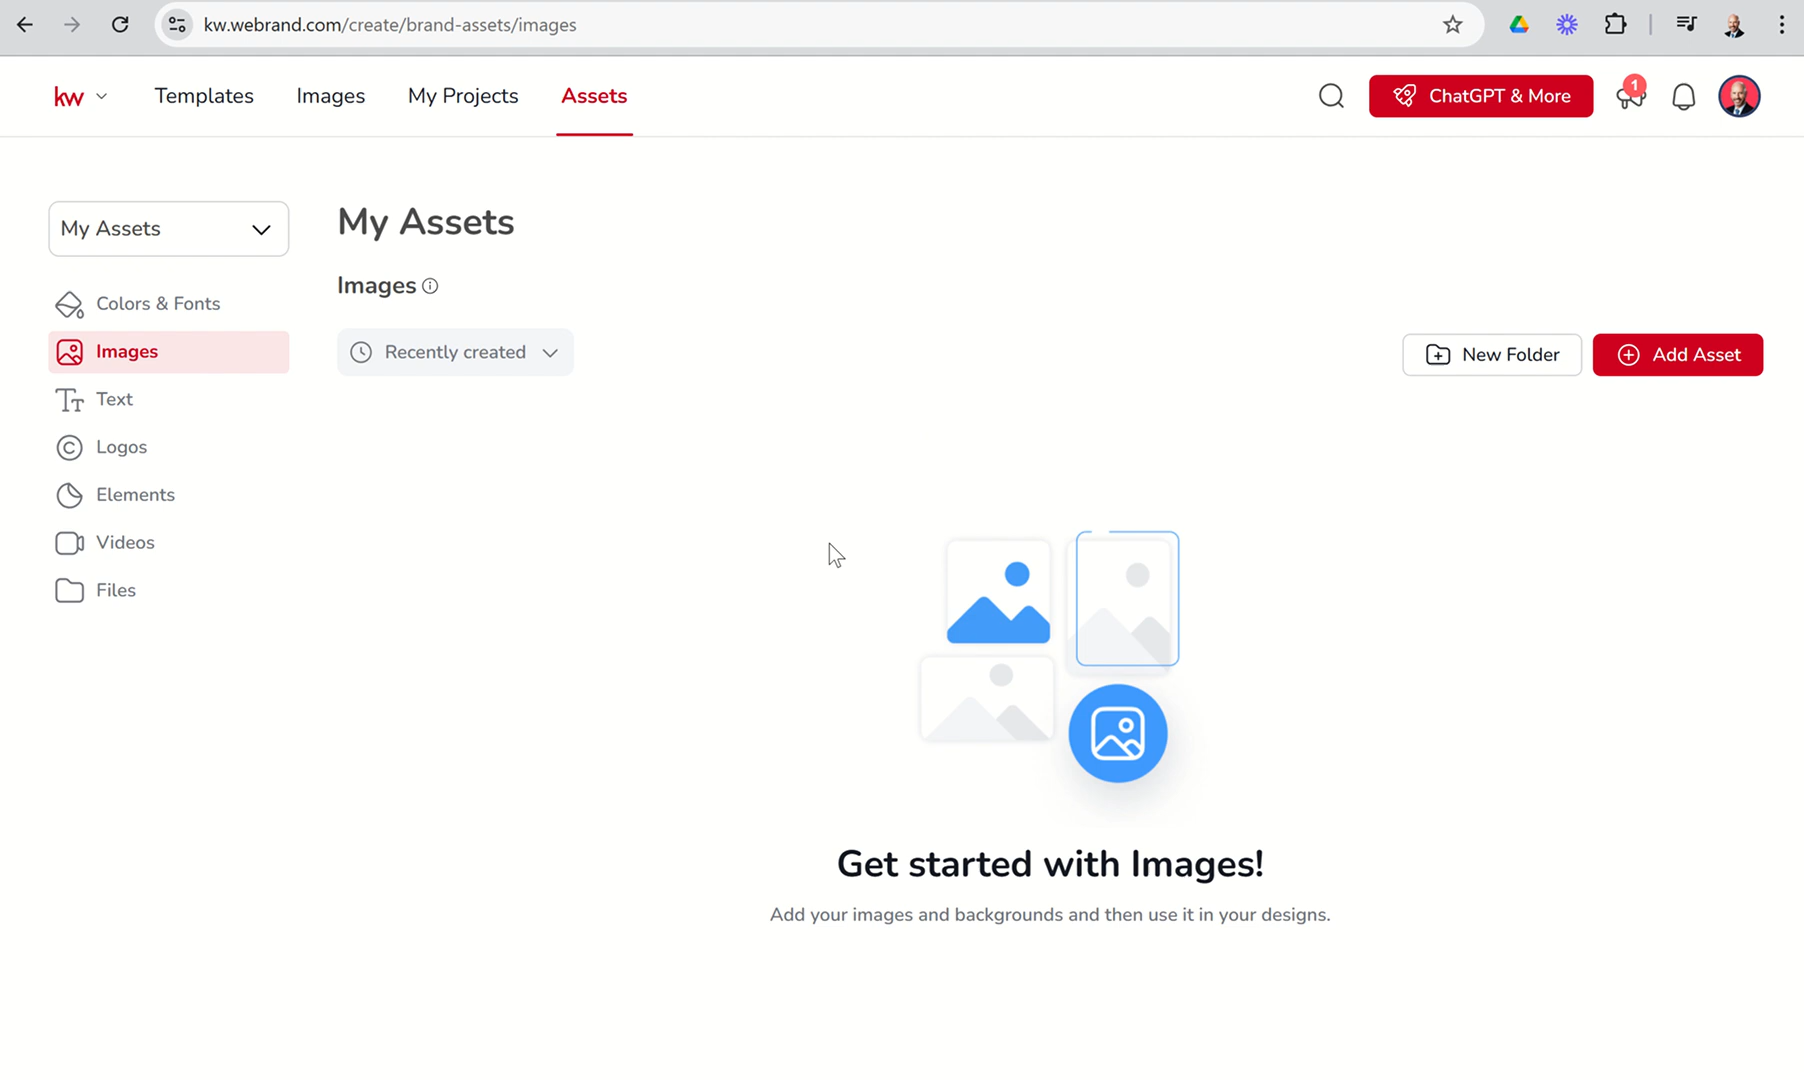 kw.webrand.com/create/brand-assets/images
kw
Templates
Images
My Projects
Assets
ChatGPT & More
1
My Assets
Colors & Fonts
Images
Text
Logos
Elements
Videos
Files
My Assets
Images
Recently created
New Folder
Add Asset
Get started with Images!
Add your images and backgrounds and then use it in your designs.